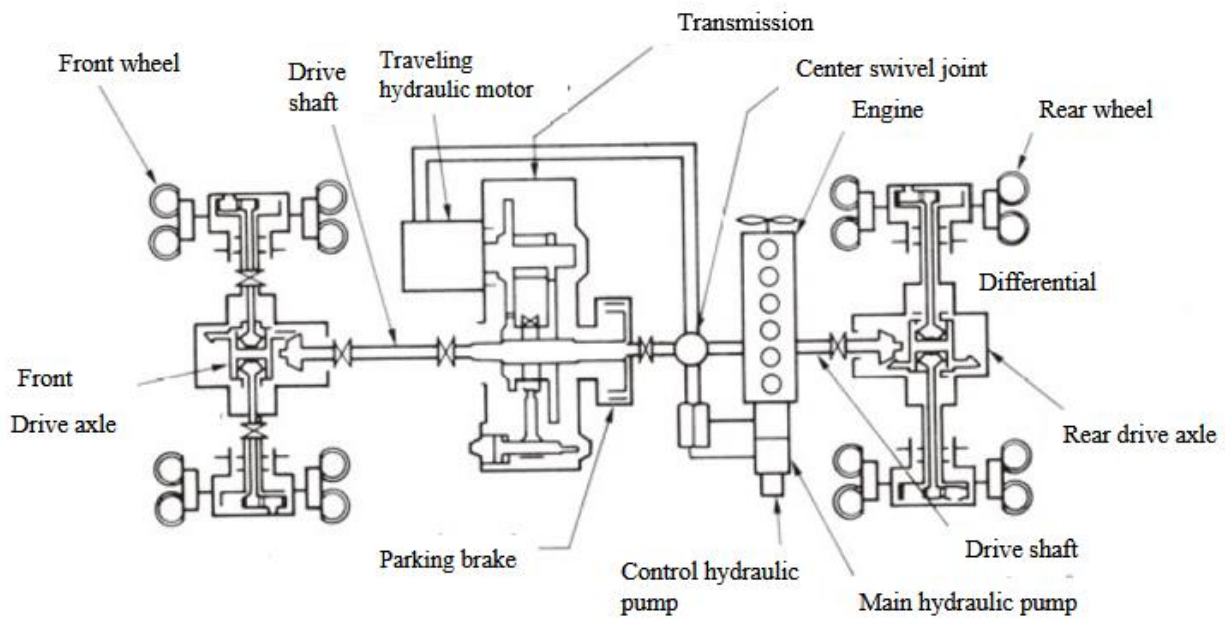 Transmission
Front wheel
Drive
shaft
Traveling
hydraulic motor
Center swivel joint
Engine
Rear wheel
Differential
Front
Drive axle
Rear drive axle
Parking brake
Control hydraulic
pump
Drive shaft
Main hydraulic pump